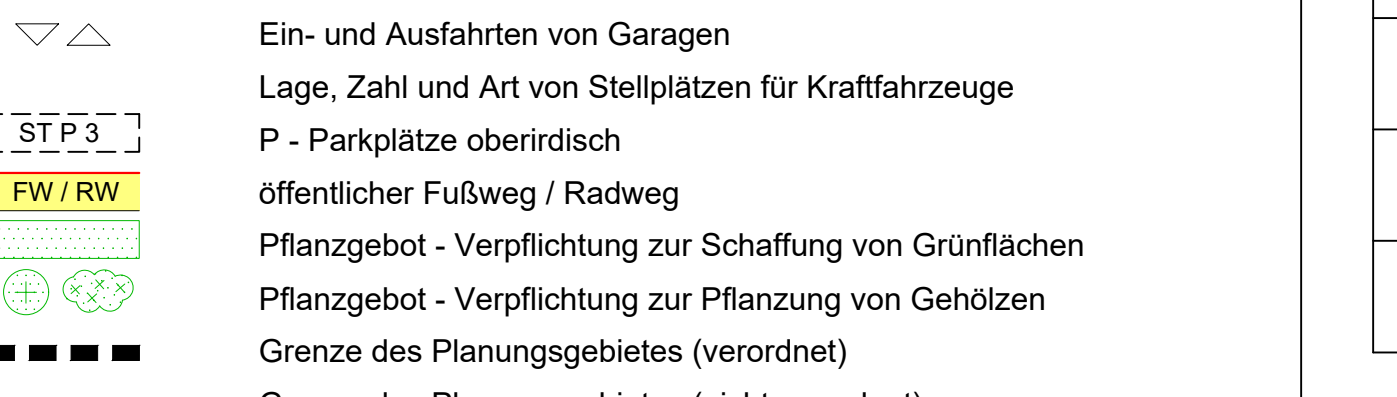 Ein- und Ausfahrten von Garagen
Lage, Zahl und Art von Stellplätzen für Kraftfahrzeuge
ST P 3 P - Parkplätze oberirdisch
FW / RW öffentlicher Fußweg / Radweg
Pflanzgebot - Verpflichtung zur Schaffung von Grünflächen
Pflanzgebot - Verpflichtung zur Pflanzung von Gehölzen
Grenze des Planungsgebietes (verordnet)